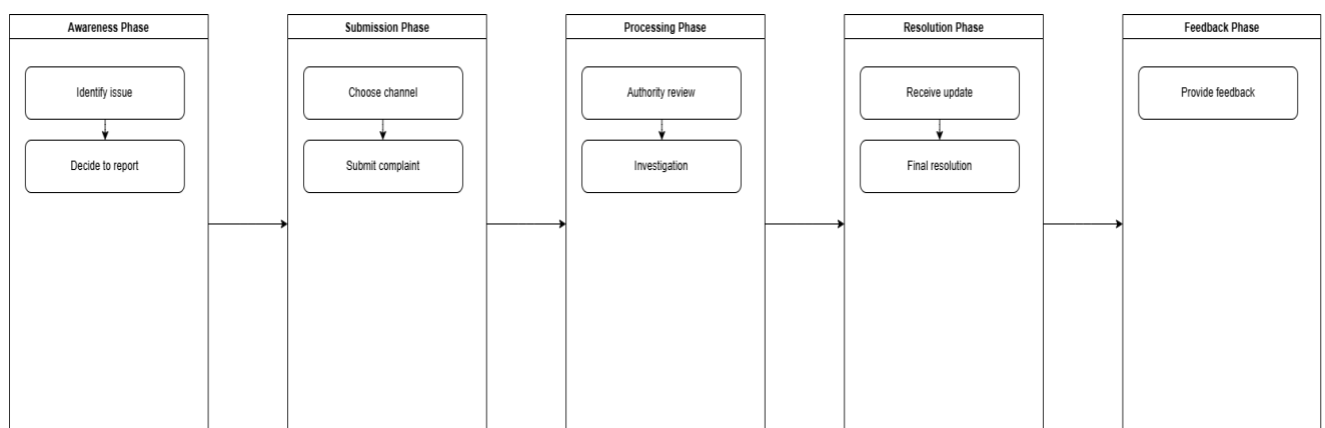 Awareness Phase
Identify issue
Decide to report
Submission Phase
Choose channel
Submit complaint
Processing Phase
Authority review
Investigation
Resolution Phase
Receive update
Final resolution
Feedback Phase
Provide feedback